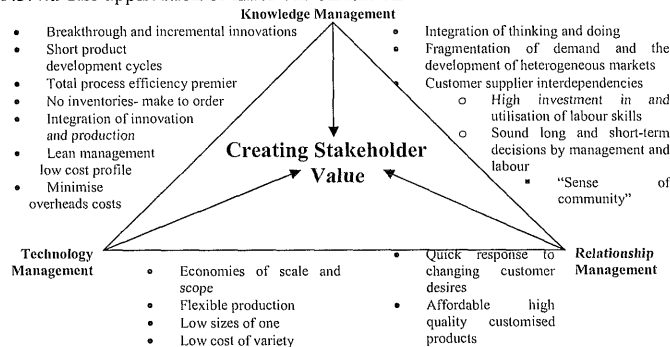 Knowledge Management
• Breakthrough and incremental innovations
• Short product
development cycles
• Total process efficiency premier
• No inventories- make to order
• Integration of innovation
and production
• Lean management
low cost profile
• Minimise
overheads costs
• Integration of thinking and doing
• Fragmentation of demand and the
development of heterogeneous markets
• Customer supplier interdependencies
o High investment in and
utilisation of labour skills
o Sound long and short-term
decisions by management and
labour
▪ “Sense of
community”
Creating Stakeholder
Value
Technology
Management
• Economies of scale and
scope
• Flexible production
• Low sizes of one
• Low cost of variety
• Quick response to
changing customer
desires
• Affordable high
quality customised
products
Relationship
Management